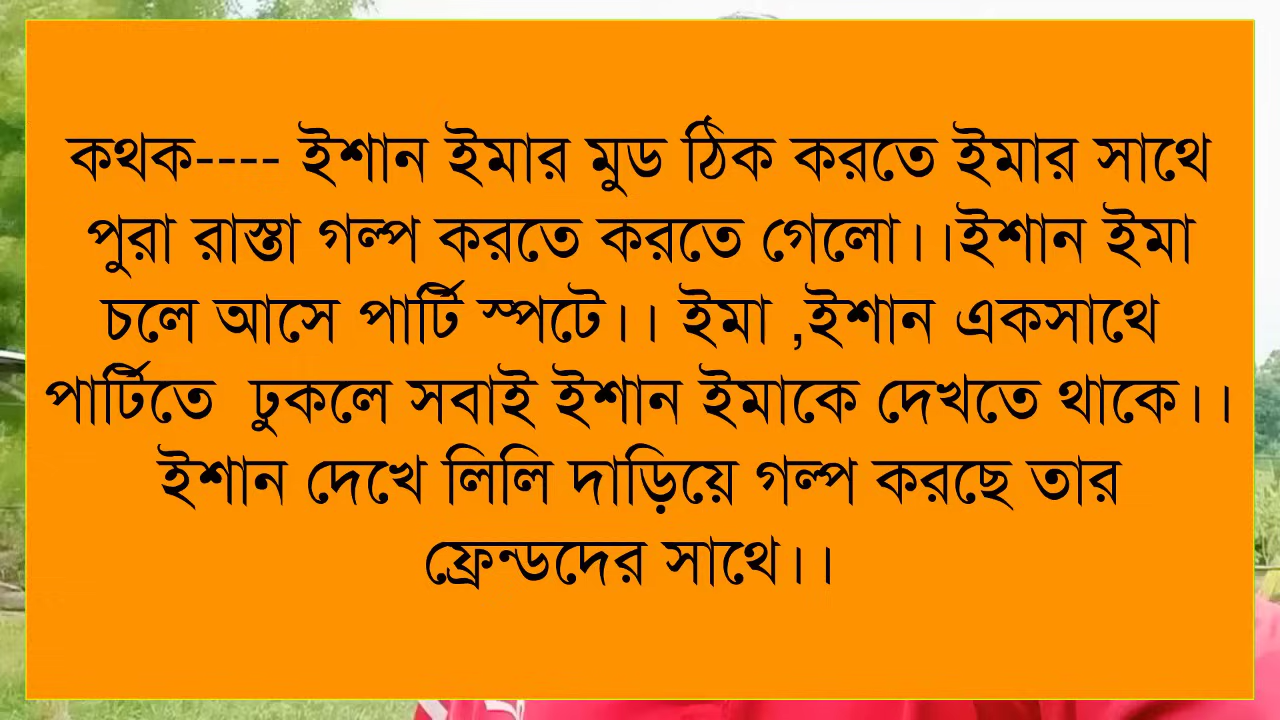 কথক---- ইশান ইমার মুড ঠিক করতে ইমার সাথে
পুরা রাস্তা গল্প করতে করতে গেলো।।ইশান ইমা
চলে আসে পার্টি স্পটে।। ইমা ,ইশান একসাথে
পার্টিতে  ঢুকলে সবাই ইশান ইমাকে দেখতে থাকে।।
ইশান দেখে লিলি দাড়িয়ে গল্প করছে তার
ফ্রেন্ডদের সাথে।।